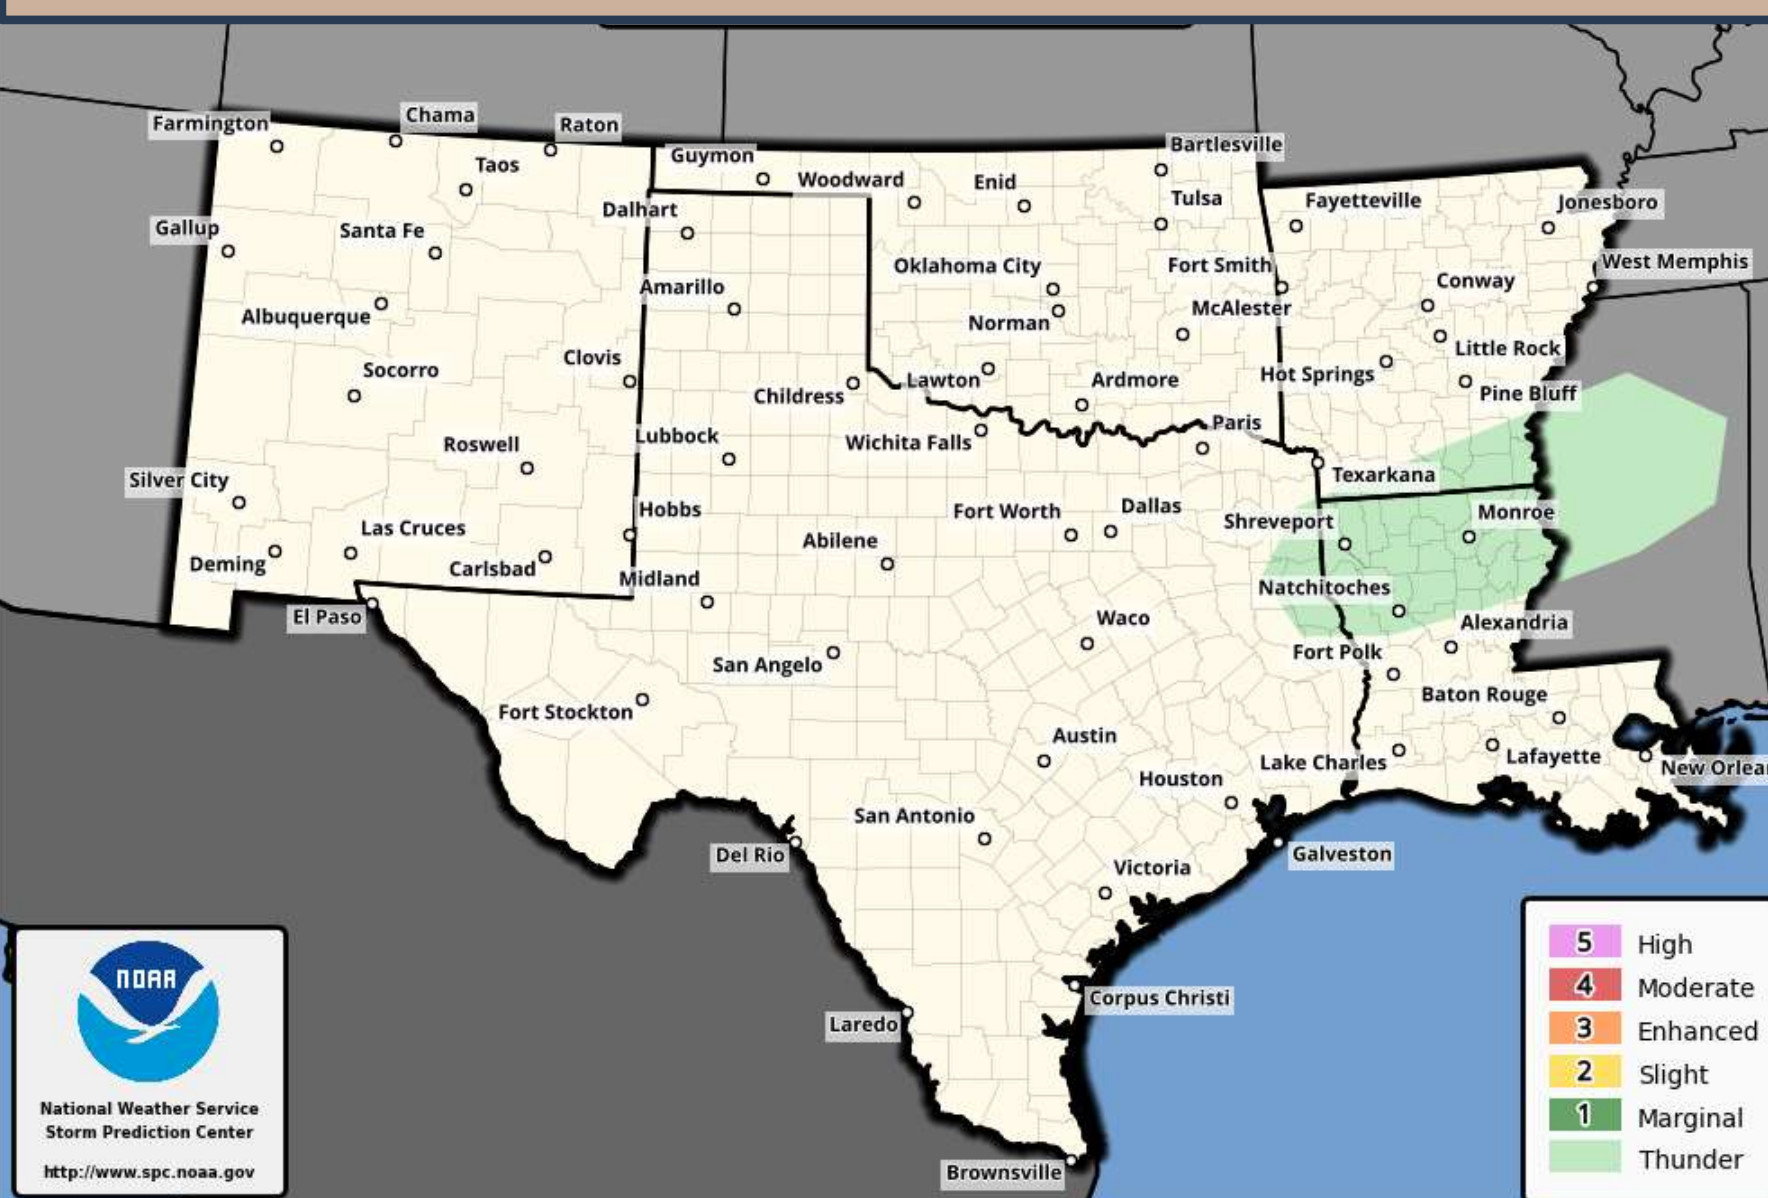 Farmington
Chama
Raton
Taos
Guymon
Woodward
Enid
Bartlesville
Tulsa
Fayetteville
Jonesboro
Gallup
Santa Fe
Dalhart
Oklahoma City
Fort Smith
West Memphis
Albuquerque
Amarillo
Norman
McAlester
Conway
Little Rock
Socorro
Clovis
Childress
Lawton
Ardmore
Hot Springs
Pine Bluff
Roswell
Lubbock
Wichita Falls
Paris
Texarkana
Silver City
Las Cruces
Hobbs
Fort Worth
Dallas
Shreveport
Monroe
Deming
Carlsbad
Midland
Abilene
Natchitoches
El Paso
San Angelo
Waco
Fort Polk
Alexandria
Fort Stockton
Baton Rouge
Austin
Houston
Lake Charles
Lafayette
New Orlea
San Antonio
Del Rio
Victoria
Galveston
Corpus Christi
Laredo
Brownsville
NOAA
National Weather Service
Storm Prediction Center
http://www.spc.noaa.gov
5 High
4 Moderate
3 Enhanced
2 Slight
1 Marginal
Thunder